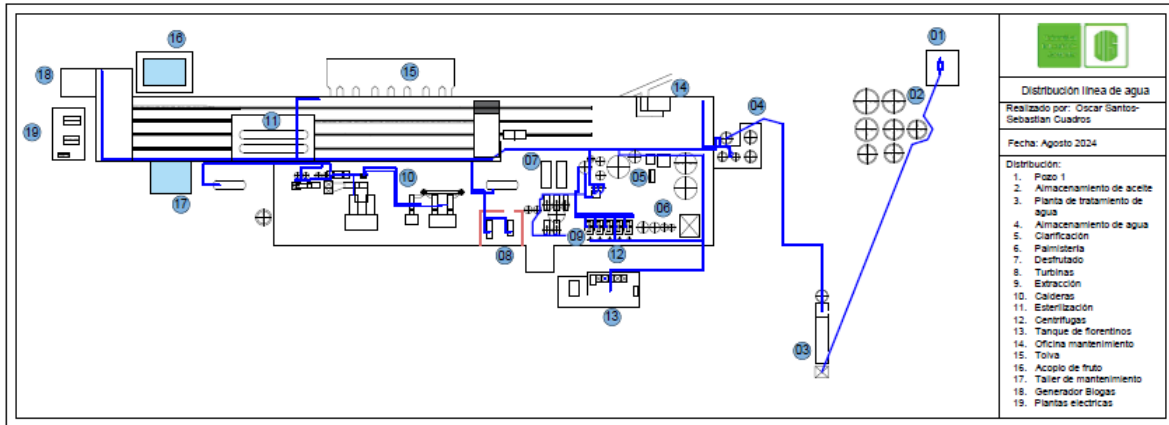 16
18
15
14
19
11
17
10
07
05
06
08
09
12
13
04
03
02
01
Distribución línea de agua
Realizado por: Oscar Santos-
Sebastian Cuadros
Fecha: Agosto 2024
Distribución:
1. Pozo 1
2. Almacenamiento de aceite
3. Planta de tratamiento de
agua
4. Almacenamiento de agua
5. Clarificación
6. Palmisteria
7. Desfrutado
8. Turbinas
9. Extracción
10. Calderas
11. Esterilización
12. Centrifugas
13. Tanque de florentinos
14. Oficina mantenimiento
15. Tolva
16. Acopio de fruto
17. Taller de mantenimiento
18. Generador Biogas
19. Plantas electricas